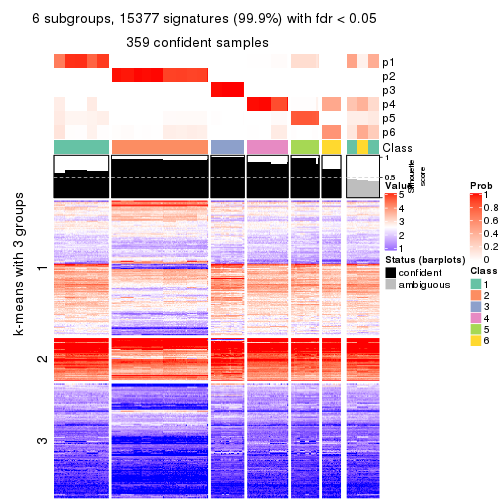 6 subgroups, 15377 signatures (99.9%) with fdr < 0.05
359 confident samples
p1
p2
p3
p4
p5
p6
Class
1
0.5
Silhouette
score
k-means with 3 groups
1
2
3
Value
5
4
3
2
1
Status (barplots)
confident
ambiguous
Prob
1
0.8
0.6
0.4
0.2
0
Class
1
2
3
4
5
6